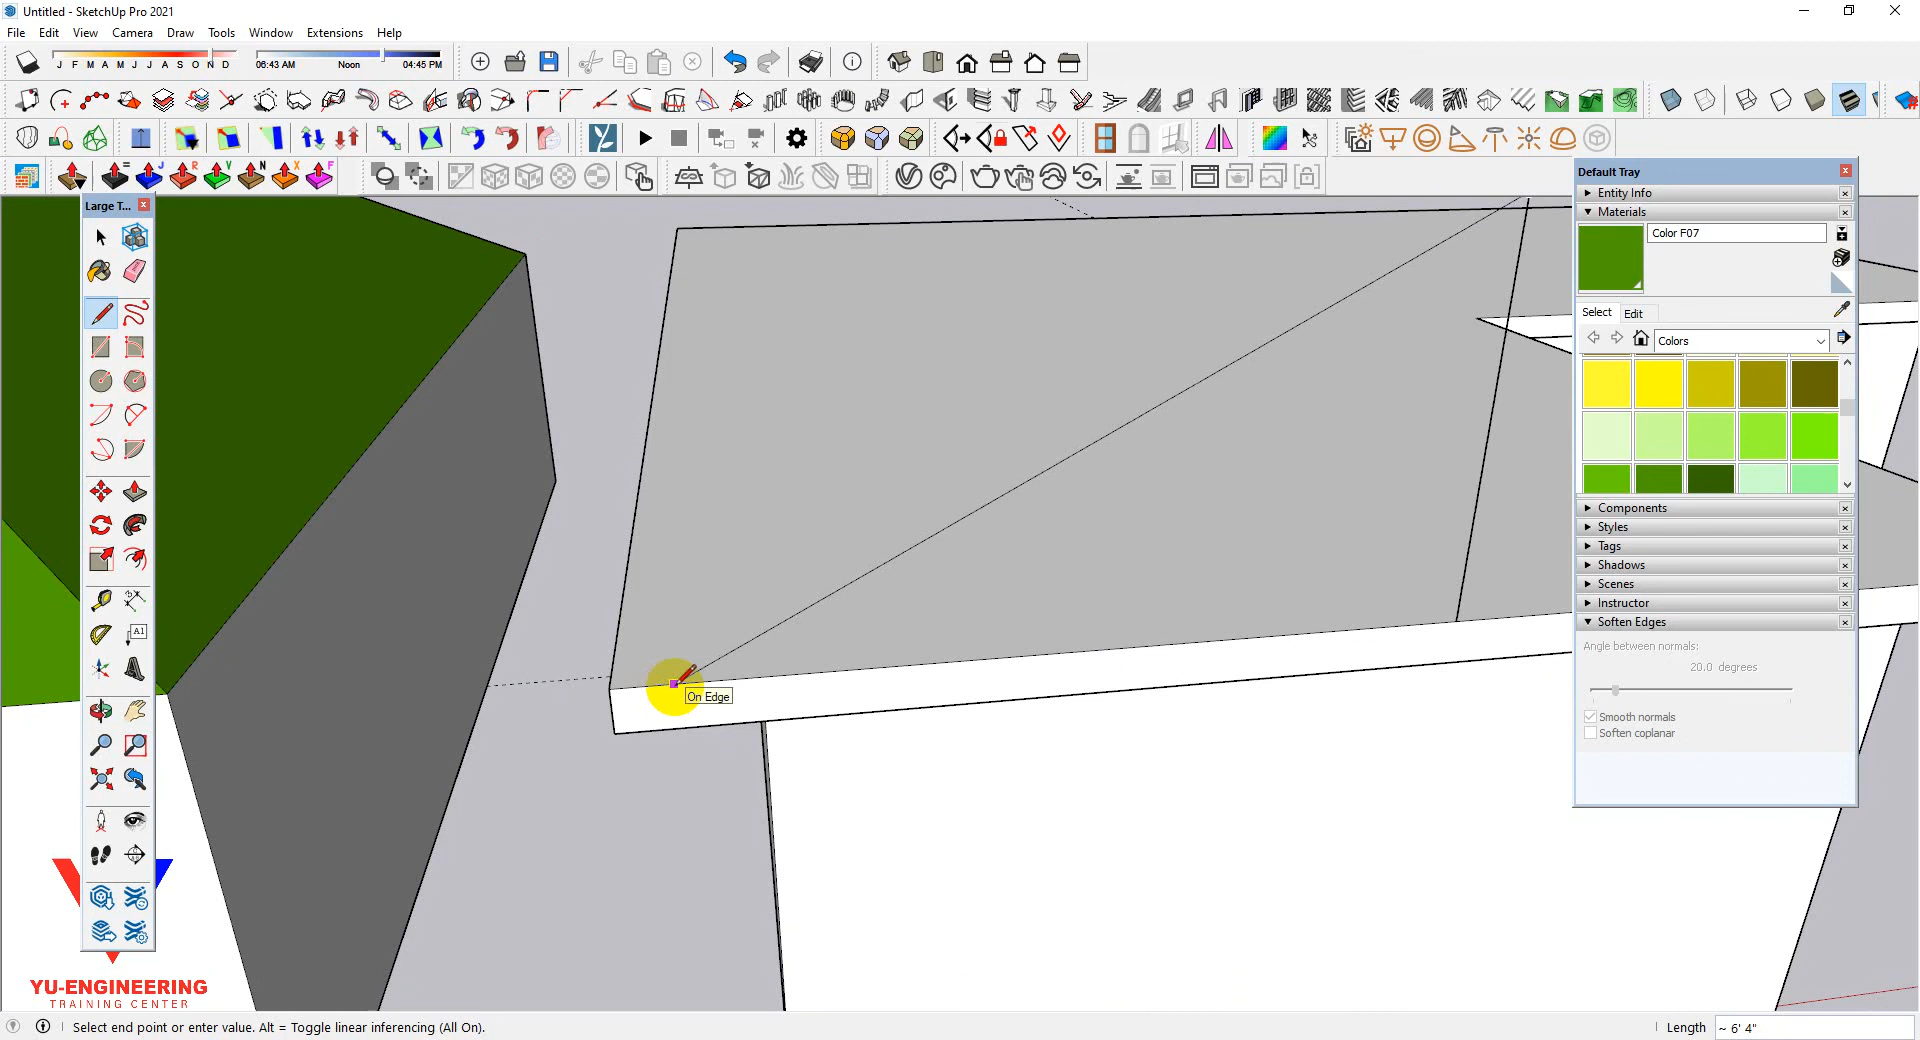 Untitled - SketchUp Pro 2021
File Edit View Camera Draw Tools Window Extensions Help
J F M A M J J A S O N D
06:43 AM Noon 04:45 PM
= J R V N X F
Large T...
Default Tray
Entity Info
Materials
Color F07
Select Edit
Colors
Components
Styles
Tags
Shadows
Scenes
Instructor
Soften Edges
Angle between normals:
20.0 degrees
Smooth normals
Soften coplanar
A1
On Edge
YU-ENGINEERING
TRAINING CENTER
Select end point or enter value. Alt = Toggle linear inferencing (All On).
Length ~ 6' 4"